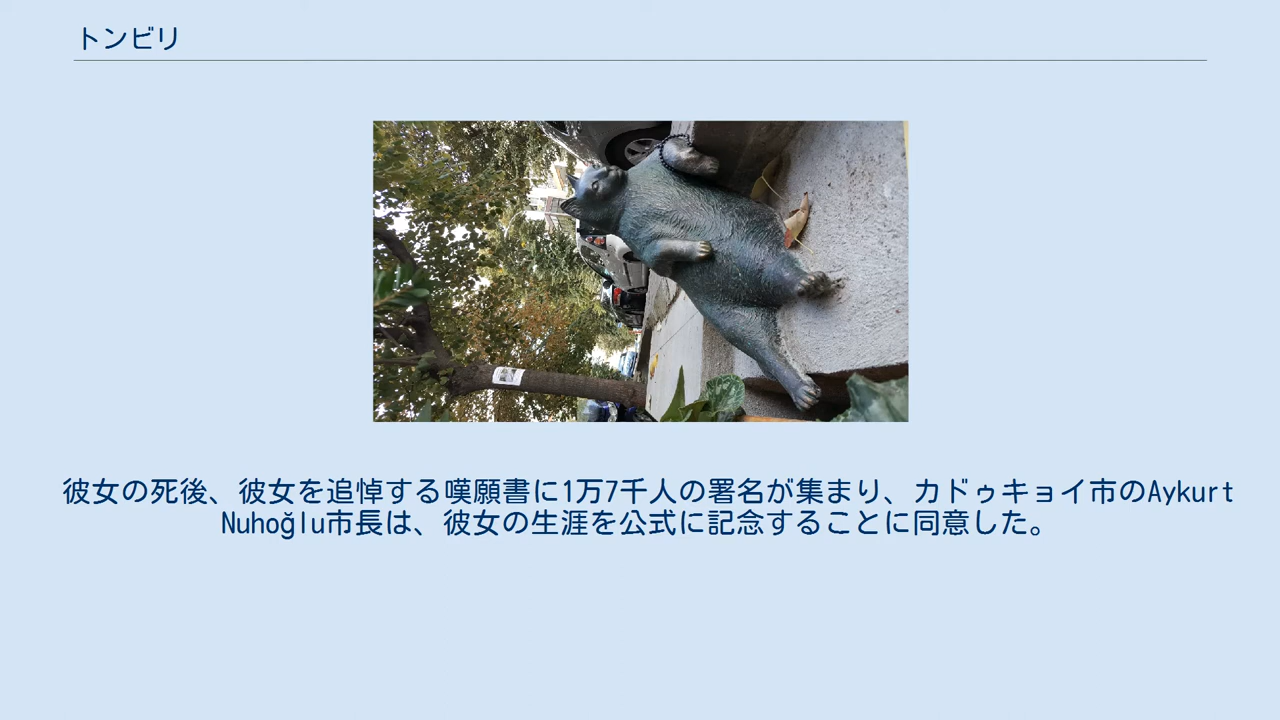 トンビリ
彼女の死後、彼女を追悼する嘆願書に1万7千人の署名が集まり、カドゥキョイ市のAykurt
Nuhoğlu市長は、彼女の生涯を公式に記念することに同意した。